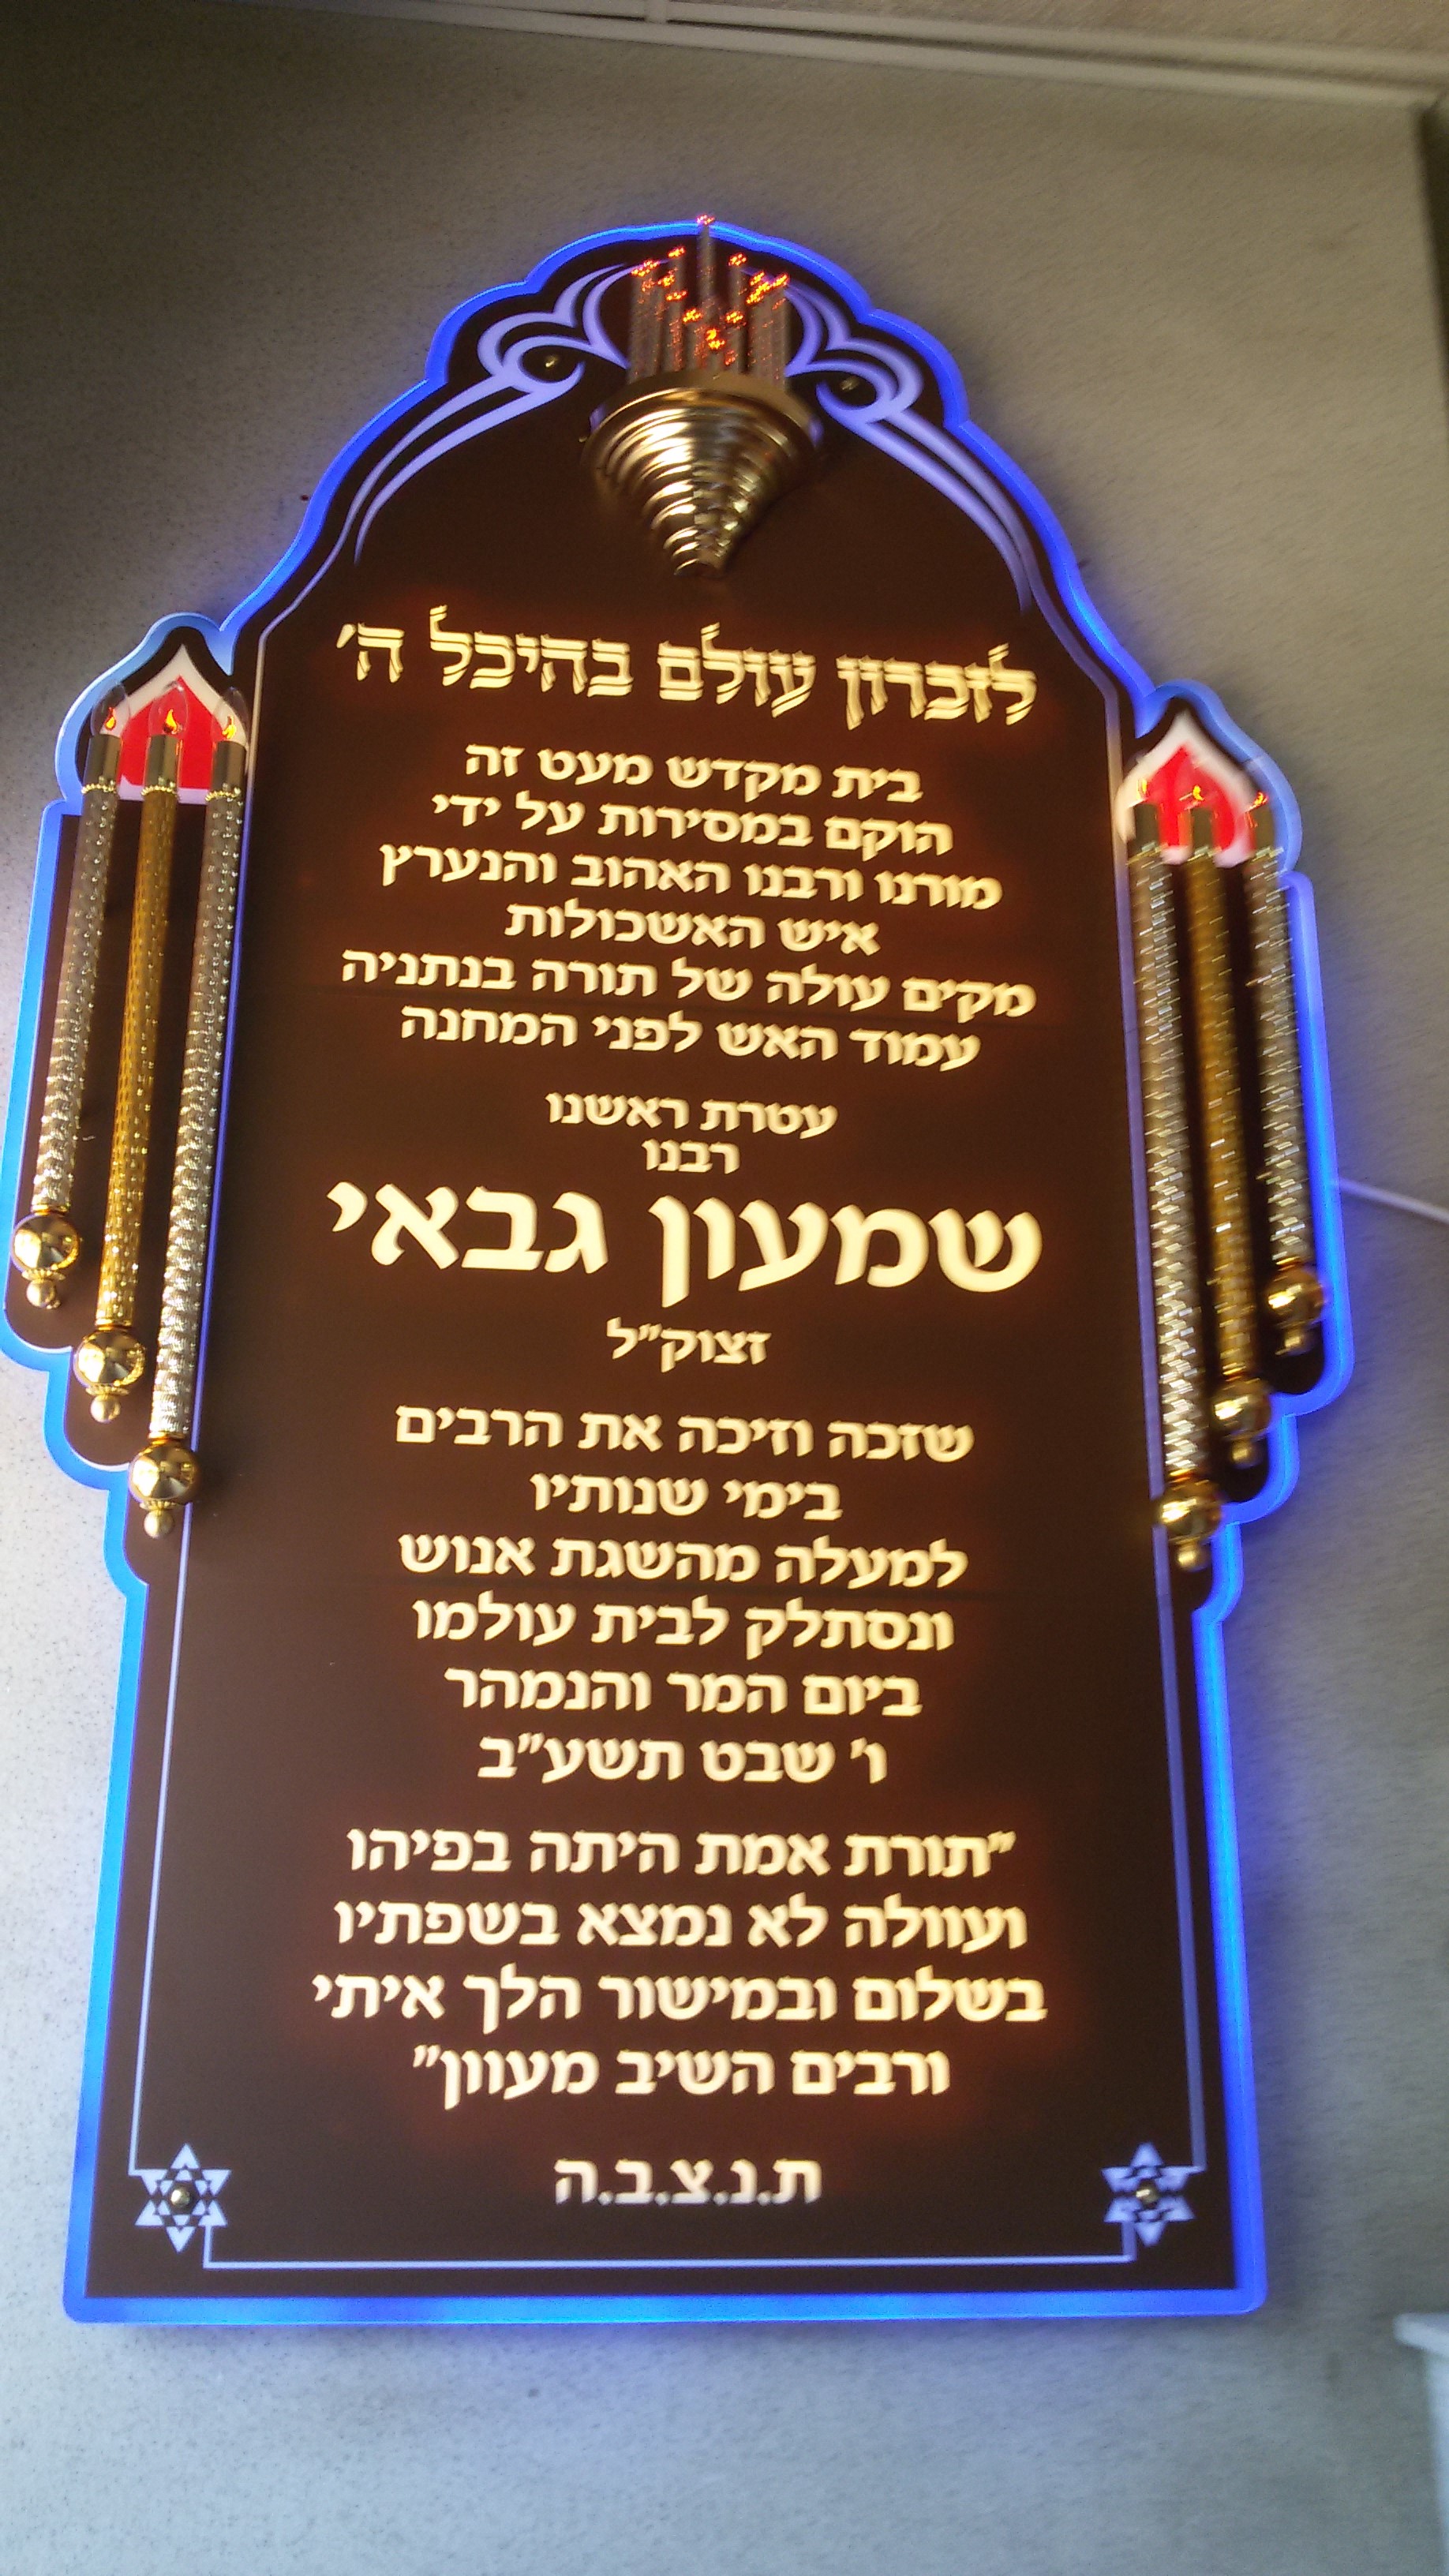 לזכרון עולם בהיכל ה'
בית מקדש מעט זה
הוקם במסירות על ידי
מורנו ורבנו האהוב והנערץ
איש האשכולות
מקים עולה של תורה בנתניה
עמוד האש לפני המחנה
עטרת ראשנו
רבנו
שמעון גבאי
זצוק"ל
שזכה וזיכה את הרבים
בימי שנותיו
למעלה מהשגת אנוש
ונסתלק לבית עולמו
ביום המר והנמהר
ו' שבט תשע"ב
"תורת אמת היתה בפיהו
ועוולה לא נמצא בשפתיו
בשלום ובמישור הלך איתי
ורבים השיב מעוון"
ת.נ.צ.ב.ה